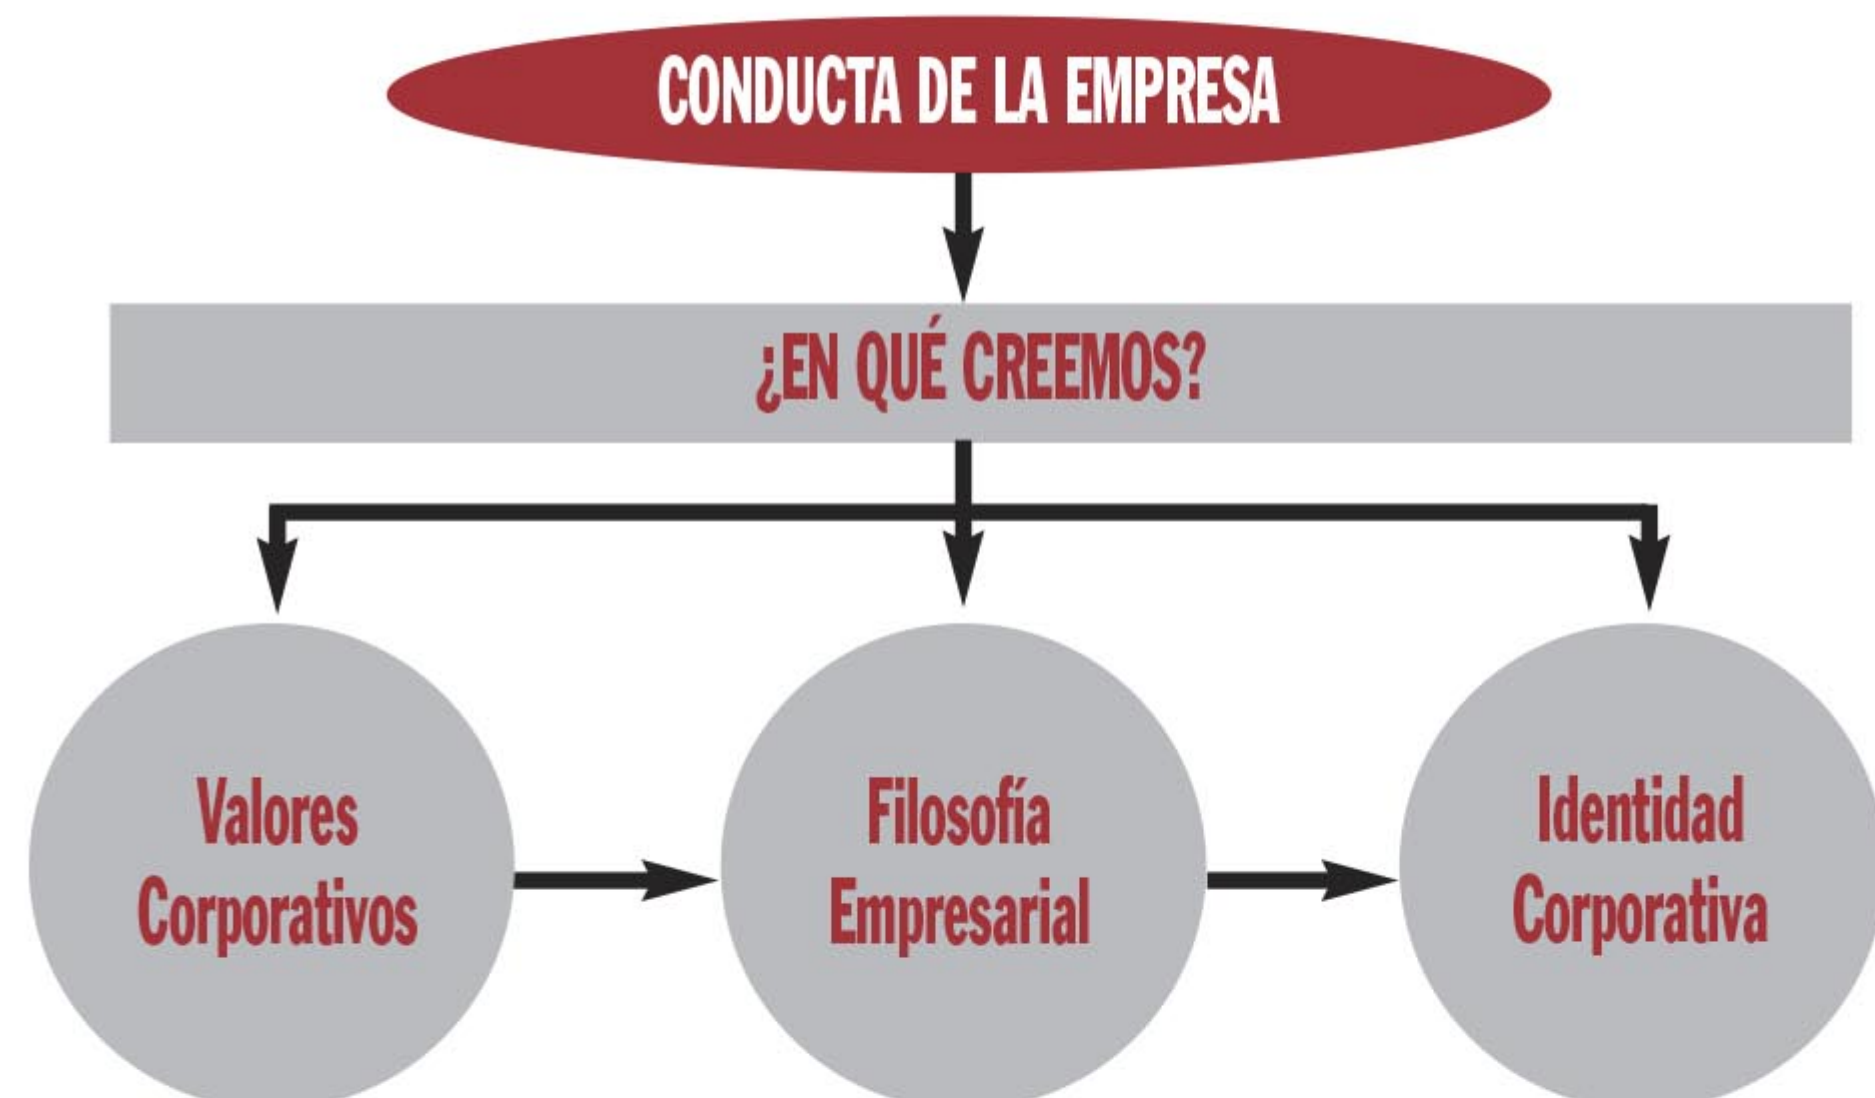 CONDUCTA DE LA EMPRESA
¿EN QUÉ CREEMOS?
Valores
Corporativos
Filosofía
Empresarial
Identidad
Corporativa